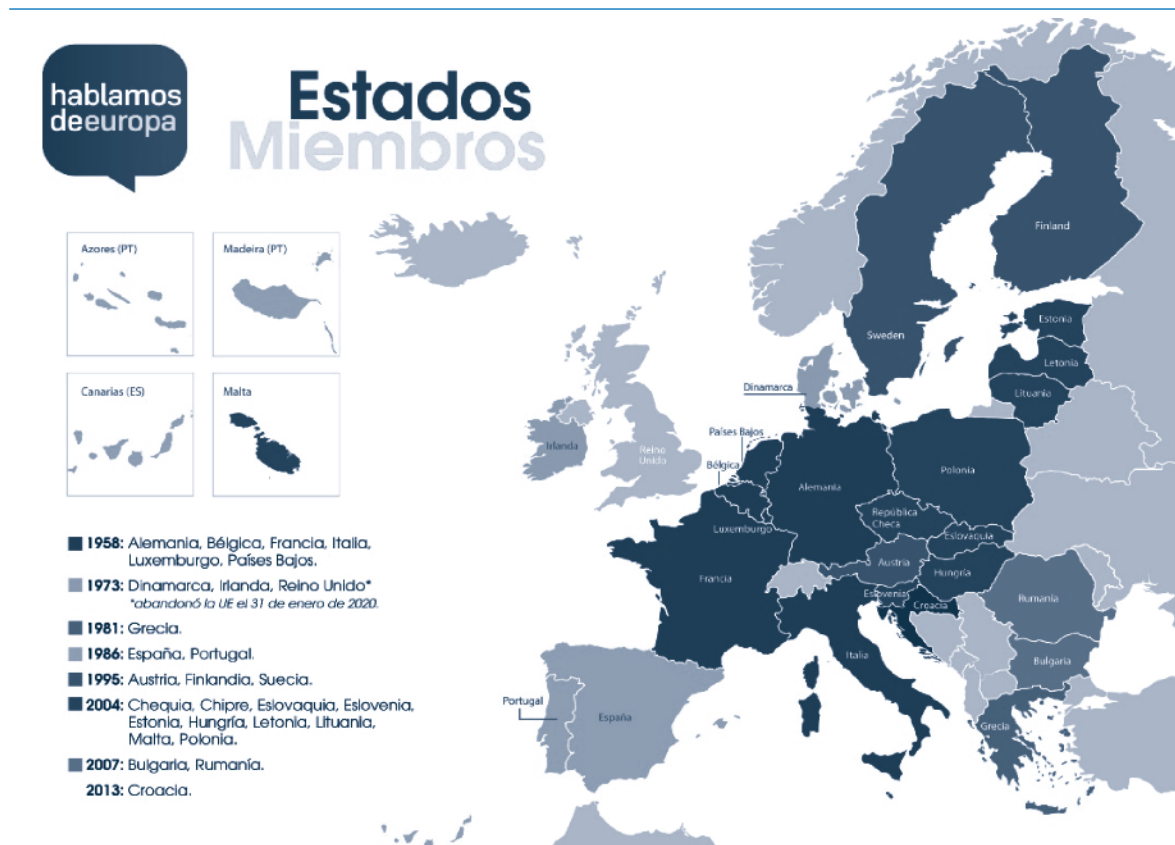 hablamos
deeuropa
Estados
Miembros
Azores (PT)
Madeira (PT)
Canarias (ES)
Malta
1958: Alemania, Bélgica, Francia, Italia,
Luxemburgo, Países Bajos.
1973: Dinamarca, Irlanda, Reino Unido*
*abandonó la UE el 31 de enero de 2020.
1981: Grecia.
1986: España, Portugal.
1995: Austria, Finlandia, Suecia.
2004: Chequia, Chipre, Eslovaquia, Eslovenia,
Estonia, Hungría, Letonia, Lituania,
Malta, Polonia.
2007: Bulgaria, Rumanía.
2013: Croacia.
Finland
Sweden
Estonia
Letonia
Lituania
Dinamarca
Irlanda
Reino
Unido
Países Bajos
Bélgica
Luxemburgo
Alemania
Polonia
República
Checa
Eslovaquia
Austria
Hungría
Francia
Eslovenia
Croacia
Rumanía
Italia
Bulgaria
Portugal
España
Grecia